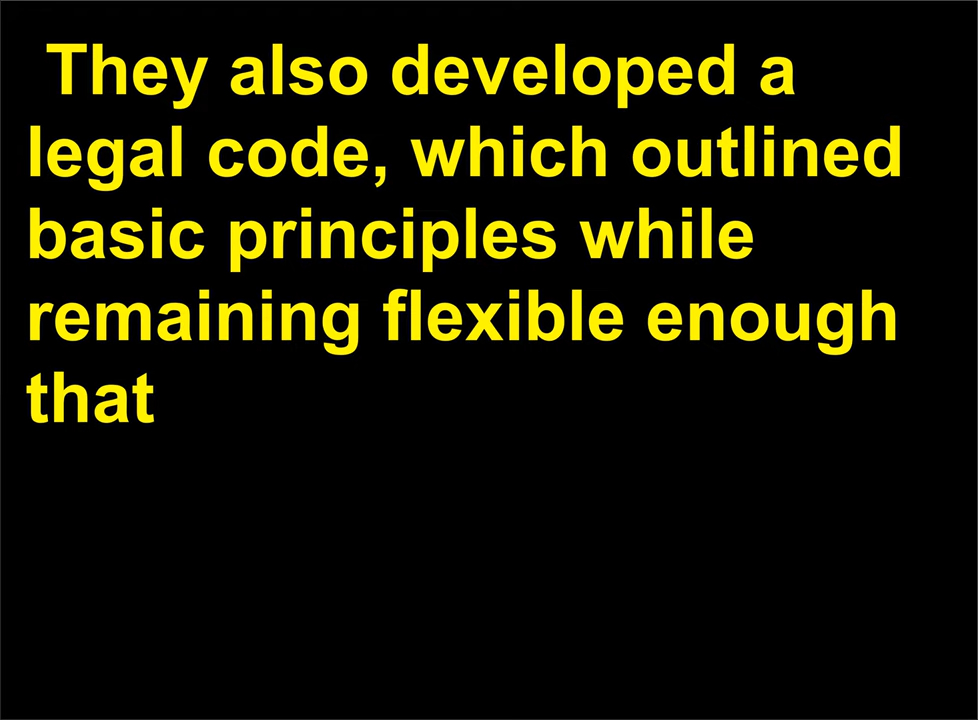 They also developed a
legal code, which outlined
basic principles while
remaining flexible enough
that